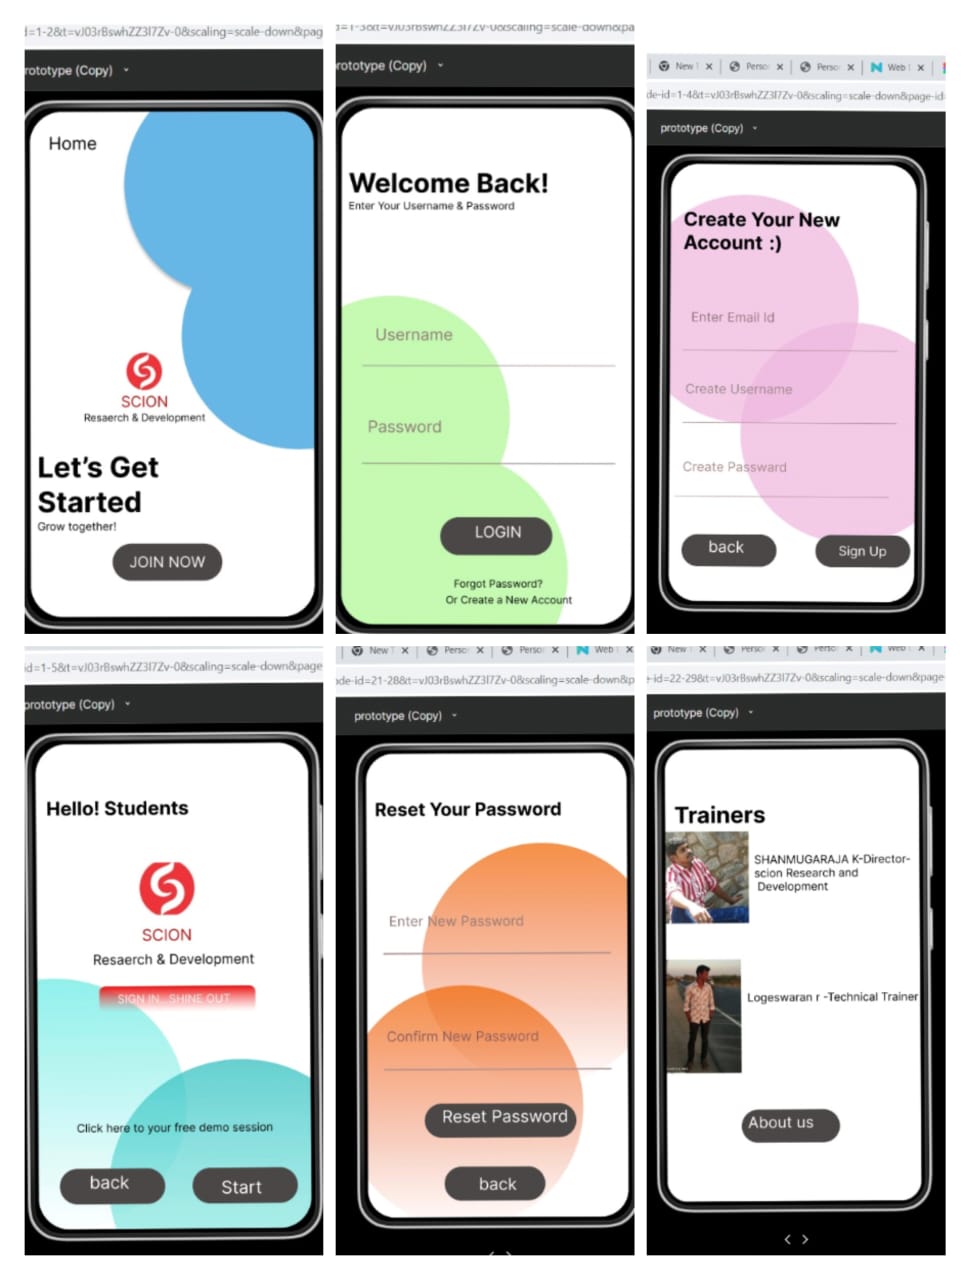 d=1-2&t=vJ03rBswhZZ3I7Zv-0&scaling=scale-down&pag
rototype (Copy)
Home
SCION
Resaerch & Development
Let's Get
Started
Grow together!
JOIN NOW
d=1-3&t=vJ03rBswhZZ3I7Zv-0&scaling=scale-down&pa
rototype (Copy)
Welcome Back!
Enter Your Username & Password
Username
Password
LOGIN
Forgot Password?
Or Create a New Account
New T
Perso
Perso
Web
de-id=1-4&t=vJ03rBswhZZ3I7Zv-0&scaling=scale-down&page-id=
prototype (Copy)
Create Your New
Account :)
Enter Email Id
Create Username
Create Passward
back
Sign Up
id=1-5&t=vJ03rBswhZZ3I7Zv-0&scaling=scale-down&page
prototype (Copy)
Hello! Students
SCION
Resaerch & Development
SIGN IN..SHINE OUT
Click here to your free demo session
back
Start
New T
Perso
Perso
Web
de-id=21-28&t=vJ03rBswhZZ3I7Zv-0&scaling=scale-down&p
prototype (Copy)
Reset Your Password
Enter New Password
Confirm New Password
Reset Password
back
New T
Perso
Perso
Web
-id=22-29&t=vJ03rBswhZZ3I7Zv-0&scaling=scale-down&page-
prototype (Copy)
Trainers
SHANMUGARAJA K-Director-
scion Research and
Development
Logeswaran r -Technical Trainer
About us